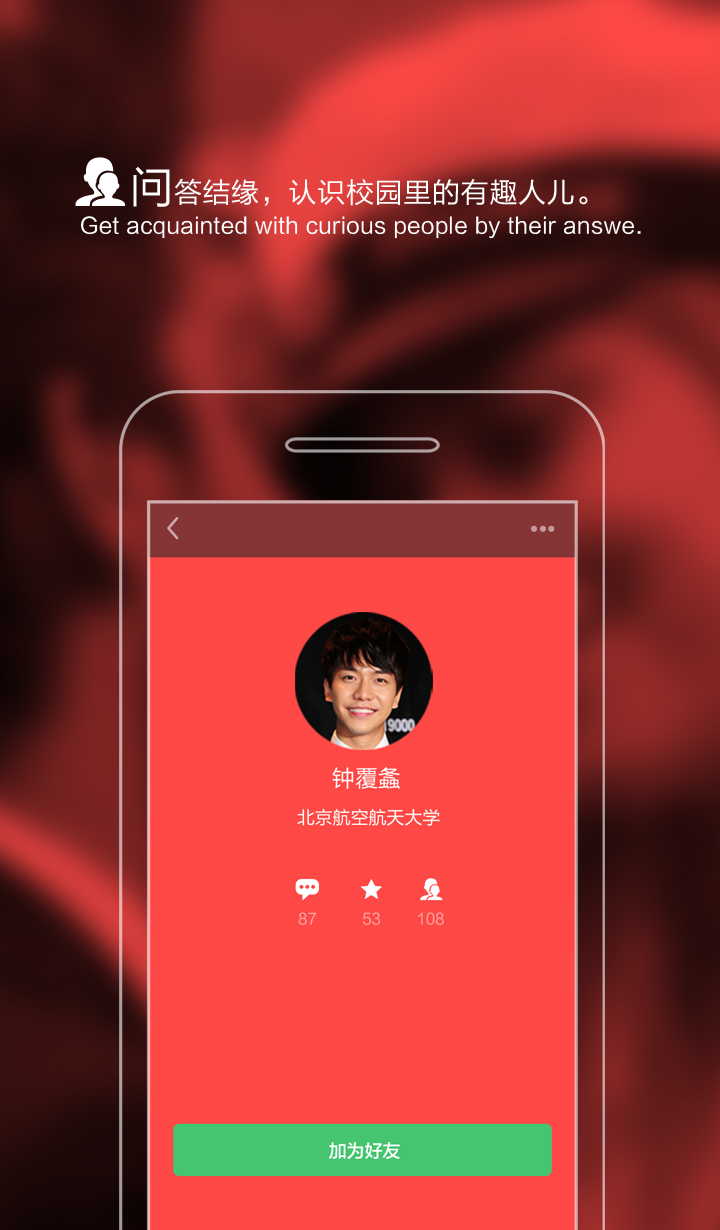 问答结缘，认识校园里的有趣人儿。
Get acquainted with curious people by their answe.
9000
钟覆螽
北京航空航天大学
87 53 108
加为好友